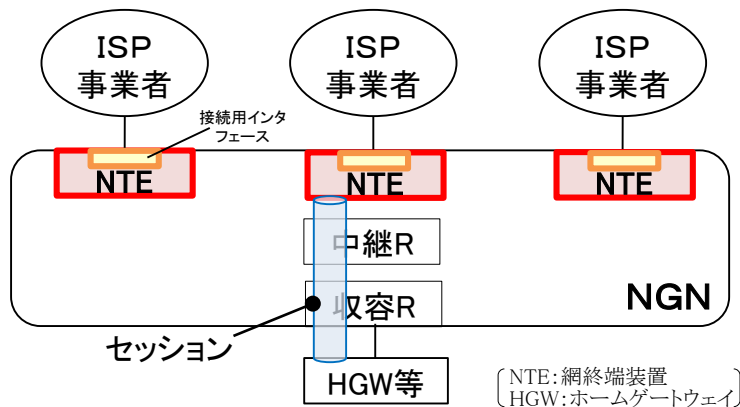 ISP
事業者
ISP
事業者
ISP
事業者
接続用インタ
フェース
NTE
NTE
NTE
中継R
収容R
NGN
セッション
HGW等
NTE:網終端装置
HGW:ホームゲートウェイ